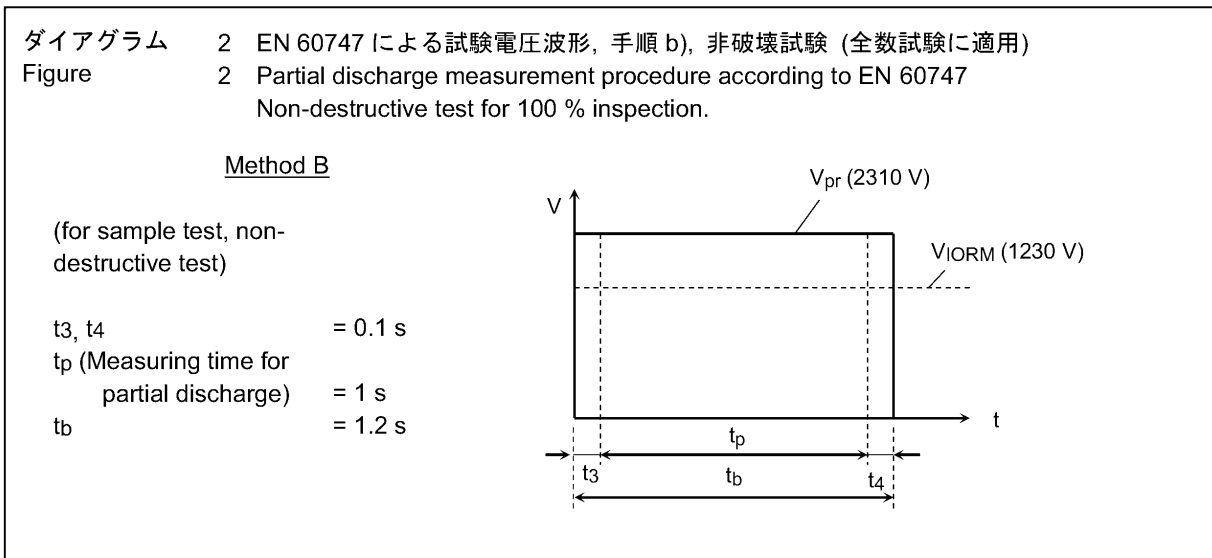 ダイアグラム 2 EN 60747 による試験電圧波形, 手順 b), 非破壊試験 (全数試験に適用)
Figure 2 Partial discharge measurement procedure according to EN 60747
Non-destructive test for 100 % inspection.
Method B
(for sample test, non-
destructive test)
t3, t4 = 0.1 s
tp (Measuring time for
partial discharge) = 1 s
tb = 1.2 s
Vpr (2310 V)
V
VIORM (1230 V)
t
tp
t3
tb
t4